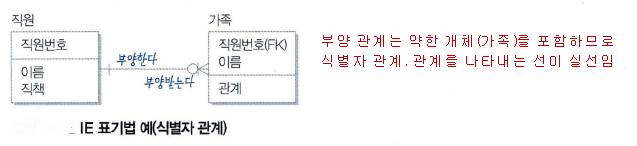 직원
가족
직원번호
이름
직책
부양한다
부양받는다
직원번호(FK)
이름
관계
부양 관계는 약한 개체(가족)를 포함하므로
식별자 관계. 관계를 나타내는 선이 실선임
IE 표기법 예(식별자 관계)